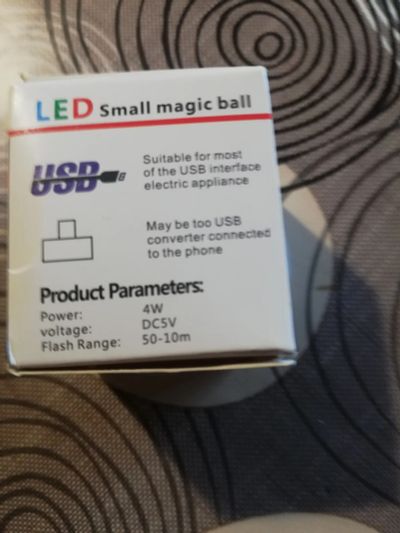 LED Small magic ball
USB
Suitable for most
of the USB interface
electric appliance
May be too USB
converter connected
to the phone
Product Parameters:
Power: 4W
voltage: DC5V
Flash Range: 50-10m